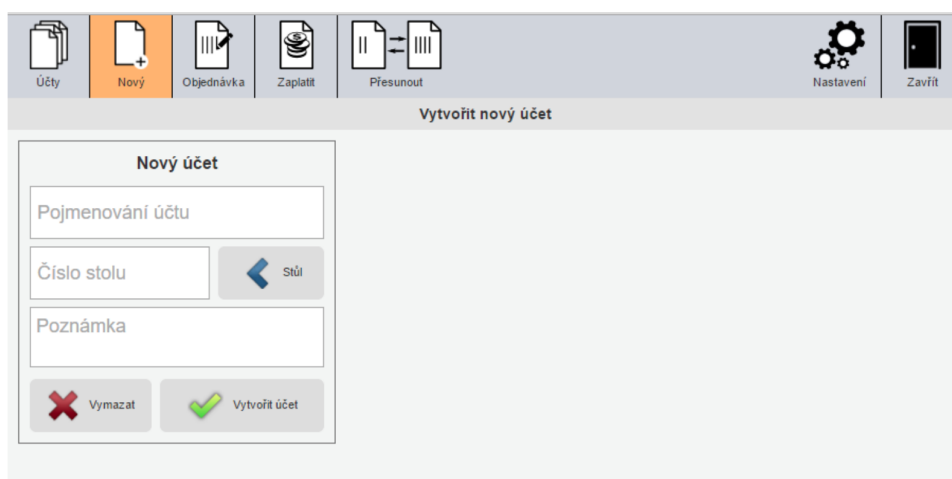 Účty
Nový
Objednávka
Zaplatit
Přesunout
Nastavení
Zavřít
Vytvořit nový účet
Nový účet
Pojmenování účtu
Číslo stolu
Stůl
Poznámka
Vymazat
Vytvořit účet